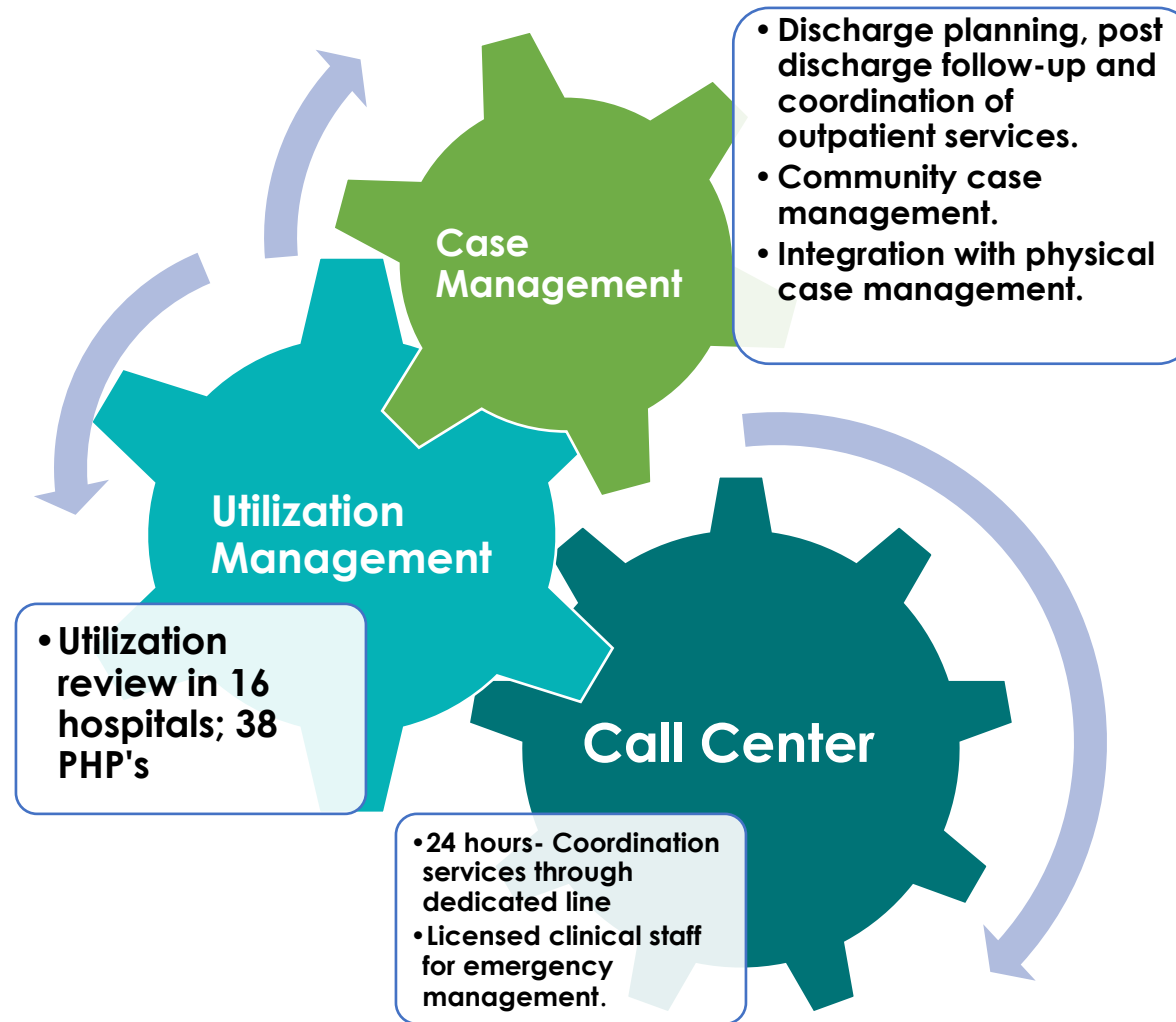 • Discharge planning, post
discharge follow-up and
coordination of
outpatient services.
• Community case
management.
• Integration with physical
case management.
Case
Management
Utilization
Management
• Utilization
review in 16
hospitals; 38
PHP's
Call Center
•24 hours- Coordination
services through
dedicated line
•Licensed clinical staff
for emergency
management.